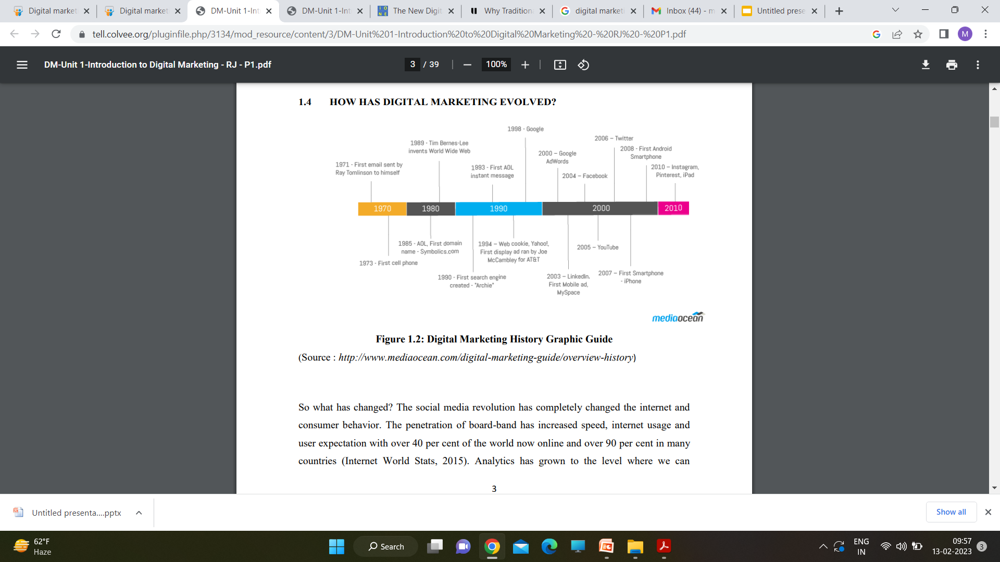 Digital market
Digital market
DM-Unit 1-Int
DM-Unit 1-Int
The New Digit
Why Tradition
digital market
Inbox (44) - m
Untitled prese
tell.colvee.org/pluginfile.php/3134/mod_resource/content/3/DM-Unit%201-Introduction%20to%20Digital%20Marketing%20-%20RJ%20-%20P1.pdf
M
DM-Unit 1-Introduction to Digital Marketing - RJ - P1.pdf
3 / 39
100%
1.4 HOW HAS DIGITAL MARKETING EVOLVED?
1998 - Google
2006 – Twitter
1989 - Tim Bernes-Lee
invents World Wide Web
2008 - First Android
Smartphone
2000 – Google
AdWords
1971 - First email sent by
Ray Tomlinson to himself
1993 - First AOL
instant message
2004 – Facebook
2010 – Instagram,
Pinterest, iPad
1970 1980 1990 2000 2010
1985 - AOL, First domain
name - Symbolics.com
1994 – Web cookie, Yahoo!,
First display ad ran by Joe
McCambley for AT&T
2005 – YouTube
1973 - First cell phone
1990 - First search engine
created - "Archie"
2003 – LinkedIn,
First Mobile ad,
MySpace
2007 – First Smartphone
- iPhone
mediaocean
Figure 1.2: Digital Marketing History Graphic Guide
(Source : http://www.mediaocean.com/digital-marketing-guide/overview-history)
So what has changed? The social media revolution has completely changed the internet and
consumer behavior. The penetration of board-band has increased speed, internet usage and
user expectation with over 40 per cent of the world now online and over 90 per cent in many
countries (Internet World Stats, 2015). Analytics has grown to the level where we can
3
Untitled presenta....pptx
Show all
62°F
Haze
Search
ENG
IN
09:57
13-02-2023
3